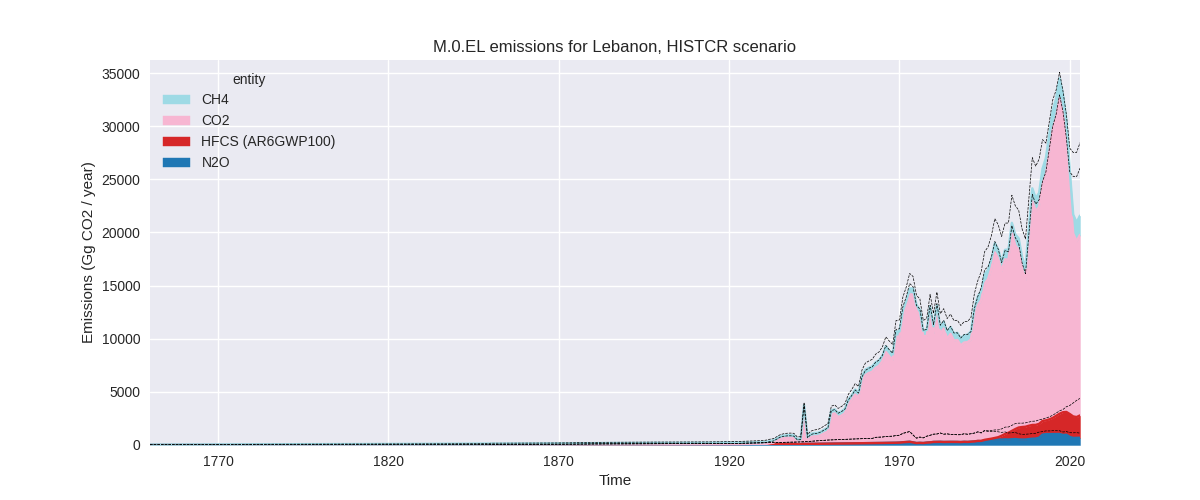 M.0.EL emissions for Lebanon, HISTCR scenario
Emissions (Gg CO2 / year)
35000
30000
25000
20000
15000
10000
5000
0
entity
CH4
CO2
HFCS (AR6GWP100)
N2O
1770 1820 1870 1920 1970 2020
Time